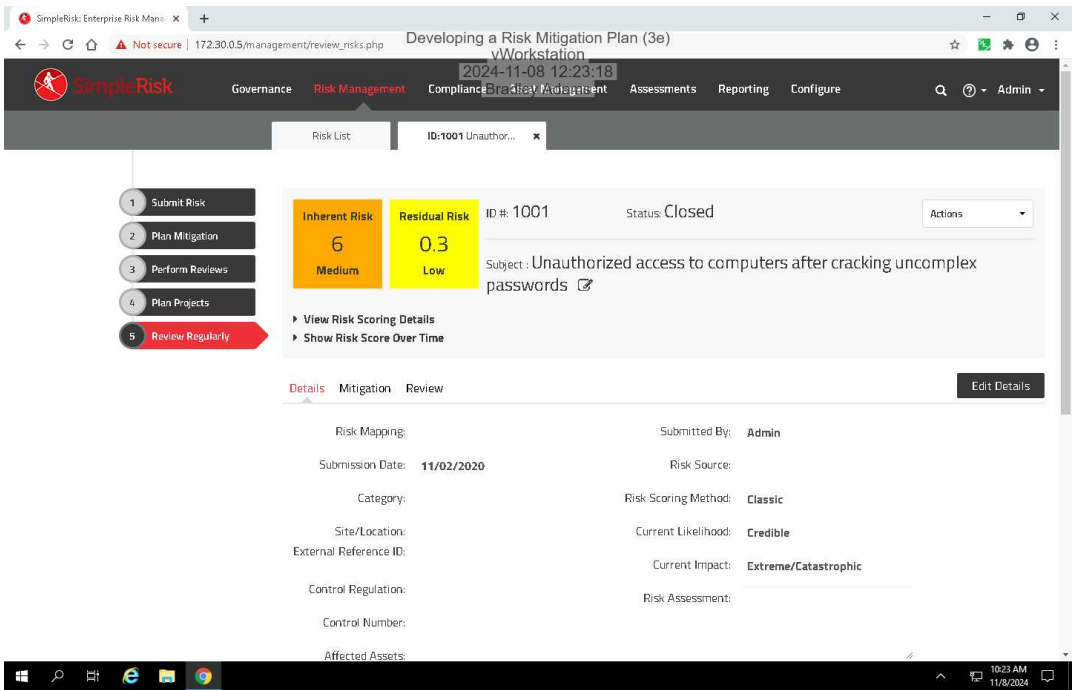 SimpleRisk: Enterprise Risk Mana
Not secure | 172.30.0.5/management/review_risks.php
Developing a Risk Mitigation Plan (3e)
vWorkstation
2024-11-08 12:23:18
SimpleRisk
Governance Risk Management Compliance Asset Management Assessments Reporting Configure Admin
Risk List ID:1001 Unauthor...
1 Submit Risk
2 Plan Mitigation
3 Perform Reviews
4 Plan Projects
5 Review Regularly
Inherent Risk
6
Medium
Residual Risk
0.3
Low
ID #: 1001 Status: Closed
Actions
Subject : Unauthorized access to computers after cracking uncomplex
passwords
View Risk Scoring Details
Show Risk Score Over Time
Details Mitigation Review
Edit Details
Risk Mapping:
Submission Date: 11/02/2020
Category:
Site/Location:
External Reference ID:
Control Regulation:
Control Number:
Affected Assets:
Submitted By: Admin
Risk Source:
Risk Scoring Method: Classic
Current Likelihood: Credible
Current Impact: Extreme/Catastrophic
Risk Assessment:
10:23 AM
11/8/2024